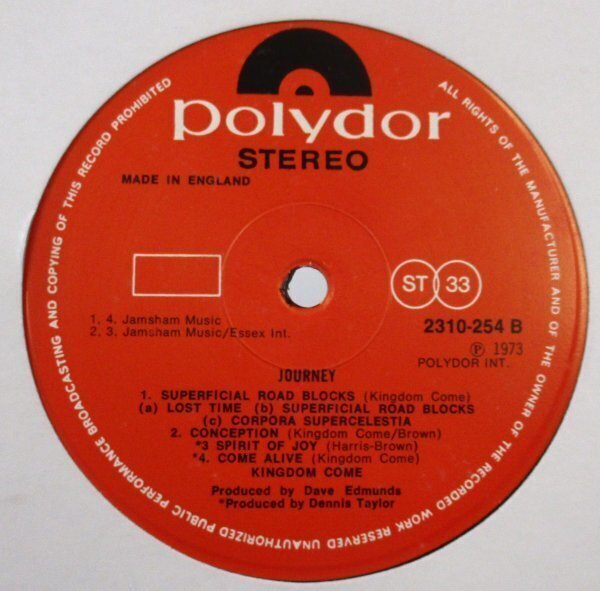 polydor
STEREO
MADE IN ENGLAND
ALL RIGHTS OF THE MANUFACTURER AND OF THE OWNER OF THE RECORDED WORK RESERVED UNAUTHORIZED PUBLIC PERFORMANCE BROADCASTING AND COPYING OF THIS RECORD PROHIBITED
ST 33
1, 4. Jamsham Music
2, 3. Jamsham Music/Essex Int.
2310-254 B
℗ 1973
POLYDOR INT.
JOURNEY
1. SUPERFICIAL ROAD BLOCKS (Kingdom Come)
(a) LOST TIME (b) SUPERFICIAL ROAD BLOCKS
(c) CORPORA SUPERCELESTIA
2. CONCEPTION (Kingdom Come/Brown)
*3 SPIRIT OF JOY (Harris-Brown)
*4. COME ALIVE (Kingdom Come)
KINGDOM COME
Produced by Dave Edmunds
*Produced by Dennis Taylor